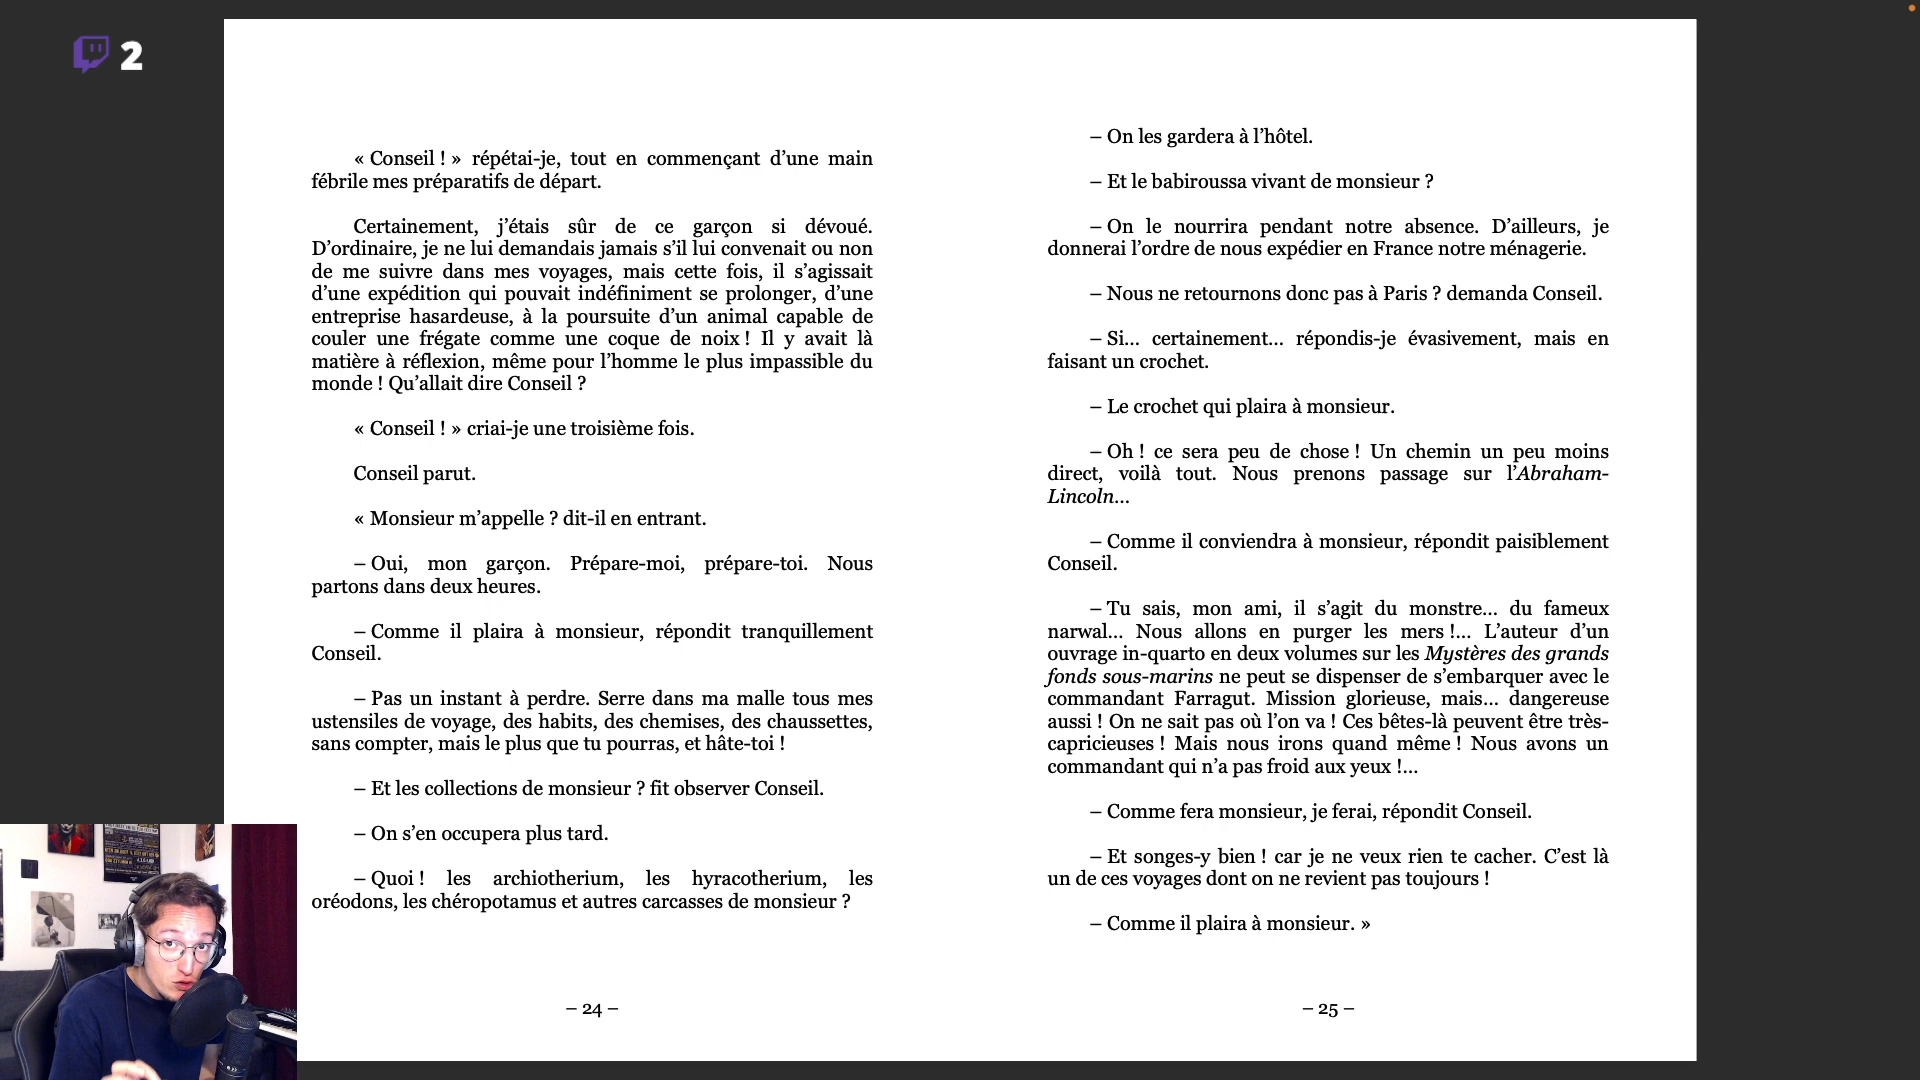 2
« Conseil ! » répétai-je, tout en commençant d’une main
fébrile mes préparatifs de départ.
Certainement, j’étais sûr de ce garçon si dévoué.
D’ordinaire, je ne lui demandais jamais s’il lui convenait ou non
de me suivre dans mes voyages, mais cette fois, il s’agissait
d’une expédition qui pouvait indéfiniment se prolonger, d’une
entreprise hasardeuse, à la poursuite d’un animal capable de
couler une frégate comme une coque de noix ! Il y avait là
matière à réflexion, même pour l’homme le plus impassible du
monde ! Qu’allait dire Conseil ?
« Conseil ! » criai-je une troisième fois.
Conseil parut.
« Monsieur m’appelle ? dit-il en entrant.
– Oui, mon garçon. Prépare-moi, prépare-toi. Nous
partons dans deux heures.
– Comme il plaira à monsieur, répondit tranquillement
Conseil.
– Pas un instant à perdre. Serre dans ma malle tous mes
ustensiles de voyage, des habits, des chemises, des chaussettes,
sans compter, mais le plus que tu pourras, et hâte-toi !
– Et les collections de monsieur ? fit observer Conseil.
– On s’en occupera plus tard.
– Quoi ! les archiotherium, les hyracotherium, les
oréodons, les chéropotamus et autres carcasses de monsieur ?
– 24 –
– On les gardera à l’hôtel.
– Et le babiroussa vivant de monsieur ?
– On le nourrira pendant notre absence. D’ailleurs, je
donnerai l’ordre de nous expédier en France notre ménagerie.
– Nous ne retournons donc pas à Paris ? demanda Conseil.
– Si… certainement… répondis-je évasivement, mais en
faisant un crochet.
– Le crochet qui plaira à monsieur.
– Oh ! ce sera peu de chose ! Un chemin un peu moins
direct, voilà tout. Nous prenons passage sur l’Abraham-
Lincoln…
– Comme il conviendra à monsieur, répondit paisiblement
Conseil.
– Tu sais, mon ami, il s’agit du monstre… du fameux
narwal… Nous allons en purger les mers !… L’auteur d’un
ouvrage in-quarto en deux volumes sur les Mystères des grands
fonds sous-marins ne peut se dispenser de s’embarquer avec le
commandant Farragut. Mission glorieuse, mais… dangereuse
aussi ! On ne sait pas où l’on va ! Ces bêtes-là peuvent être très-
capricieuses ! Mais nous irons quand même ! Nous avons un
commandant qui n’a pas froid aux yeux !…
– Comme fera monsieur, je ferai, répondit Conseil.
– Et songes-y bien ! car je ne veux rien te cacher. C’est là
un de ces voyages dont on ne revient pas toujours !
– Comme il plaira à monsieur. »
– 25 –